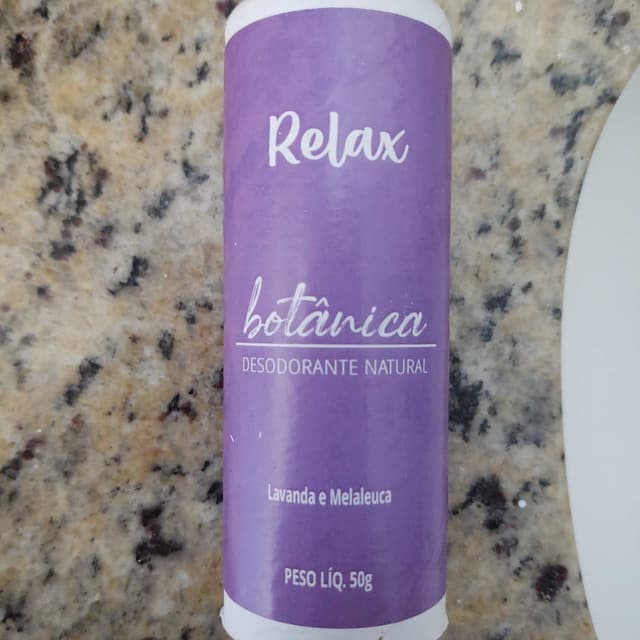 Relax
botânica
DESODORANTE NATURAL
Lavanda e Melaleuca
PESO LÍQ. 50g